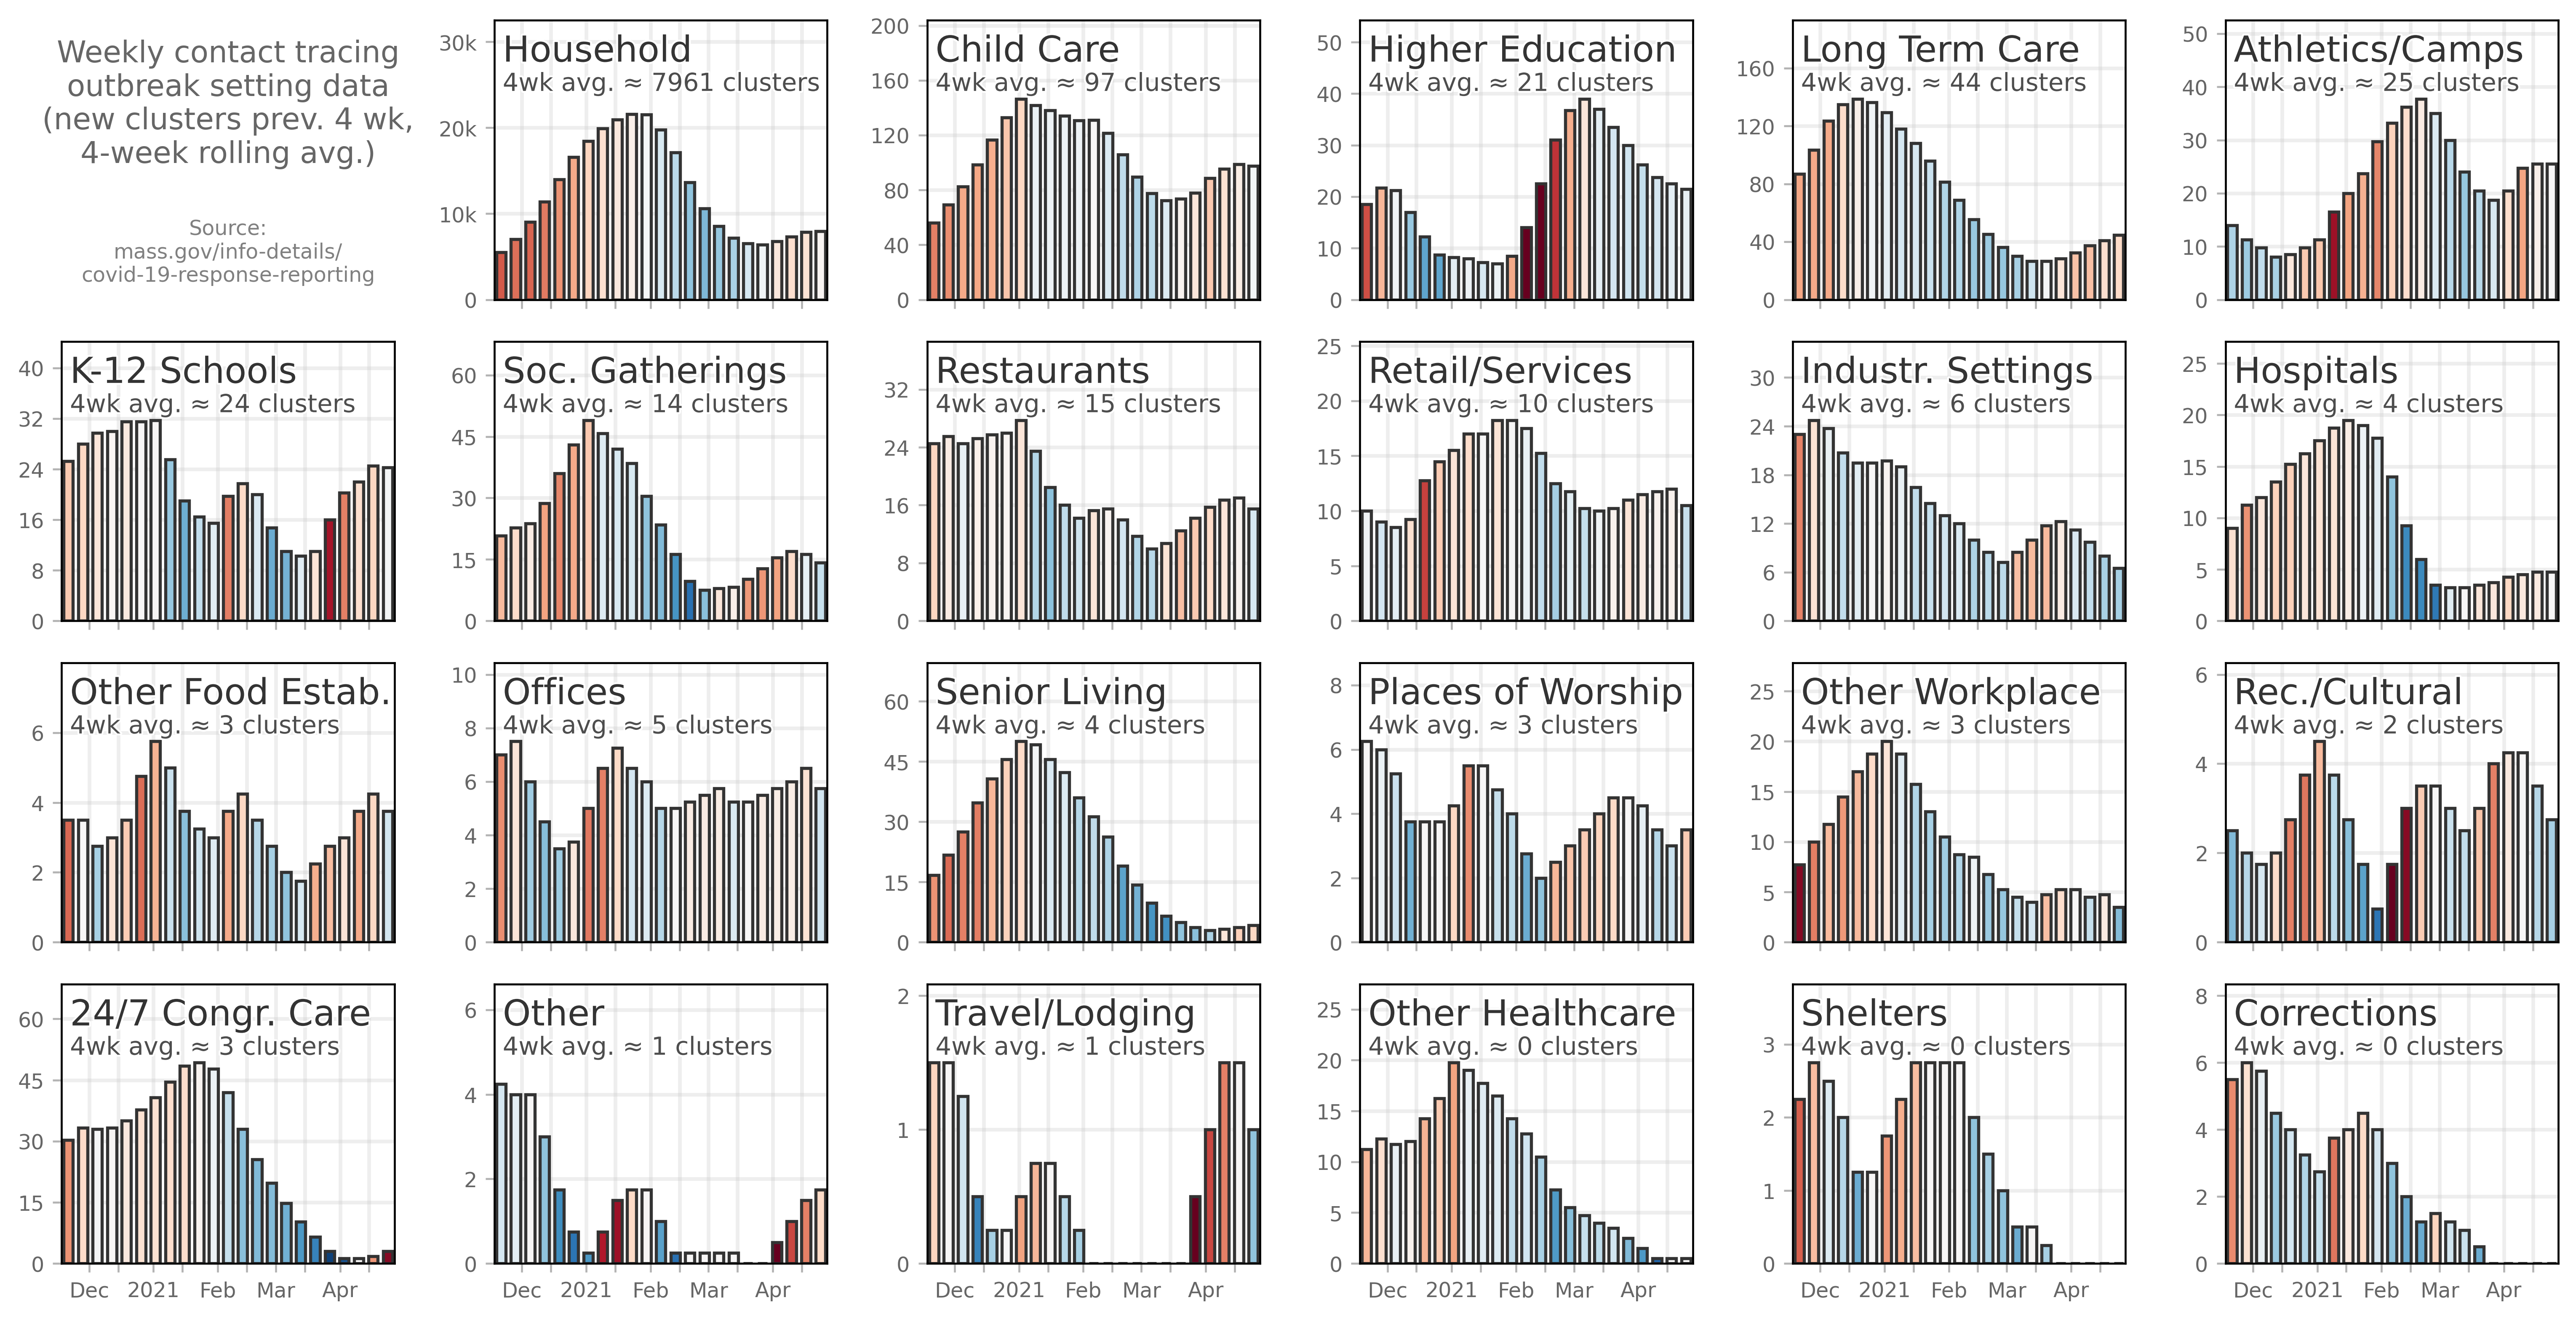 Weekly contact tracing
outbreak setting data
(new clusters prev. 4 wk,
4-week rolling avg.)
Source:
mass.gov/info-details/
covid-19-response-reporting
Household
4wk avg. ≈ 7961 clusters
30k
20k
10k
0
Child Care
4wk avg. ≈ 97 clusters
200
160
120
80
40
0
Higher Education
4wk avg. ≈ 21 clusters
50
40
30
20
10
0
Long Term Care
4wk avg. ≈ 44 clusters
160
120
80
40
0
Athletics/Camps
4wk avg. ≈ 25 clusters
50
40
30
20
10
0
K-12 Schools
4wk avg. ≈ 24 clusters
40
32
24
16
8
0
Soc. Gatherings
4wk avg. ≈ 14 clusters
60
45
30
15
0
Restaurants
4wk avg. ≈ 15 clusters
32
24
16
8
0
Retail/Services
4wk avg. ≈ 10 clusters
25
20
15
10
5
0
Industr. Settings
4wk avg. ≈ 6 clusters
30
24
18
12
6
0
Hospitals
4wk avg. ≈ 4 clusters
25
20
15
10
5
0
Other Food Estab.
4wk avg. ≈ 3 clusters
6
4
2
0
Offices
4wk avg. ≈ 5 clusters
10
8
6
4
2
0
Senior Living
4wk avg. ≈ 4 clusters
60
45
30
15
0
Places of Worship
4wk avg. ≈ 3 clusters
8
6
4
2
0
Other Workplace
4wk avg. ≈ 3 clusters
25
20
15
10
5
0
Rec./Cultural
4wk avg. ≈ 2 clusters
6
4
2
0
24/7 Congr. Care
4wk avg. ≈ 3 clusters
60
45
30
15
0
Dec 2021 Feb Mar Apr
Other
4wk avg. ≈ 1 clusters
6
4
2
0
Dec 2021 Feb Mar Apr
Travel/Lodging
4wk avg. ≈ 1 clusters
2
1
0
Dec 2021 Feb Mar Apr
Other Healthcare
4wk avg. ≈ 0 clusters
25
20
15
10
5
0
Dec 2021 Feb Mar Apr
Shelters
4wk avg. ≈ 0 clusters
3
2
1
0
Dec 2021 Feb Mar Apr
Corrections
4wk avg. ≈ 0 clusters
8
6
4
2
0
Dec 2021 Feb Mar Apr